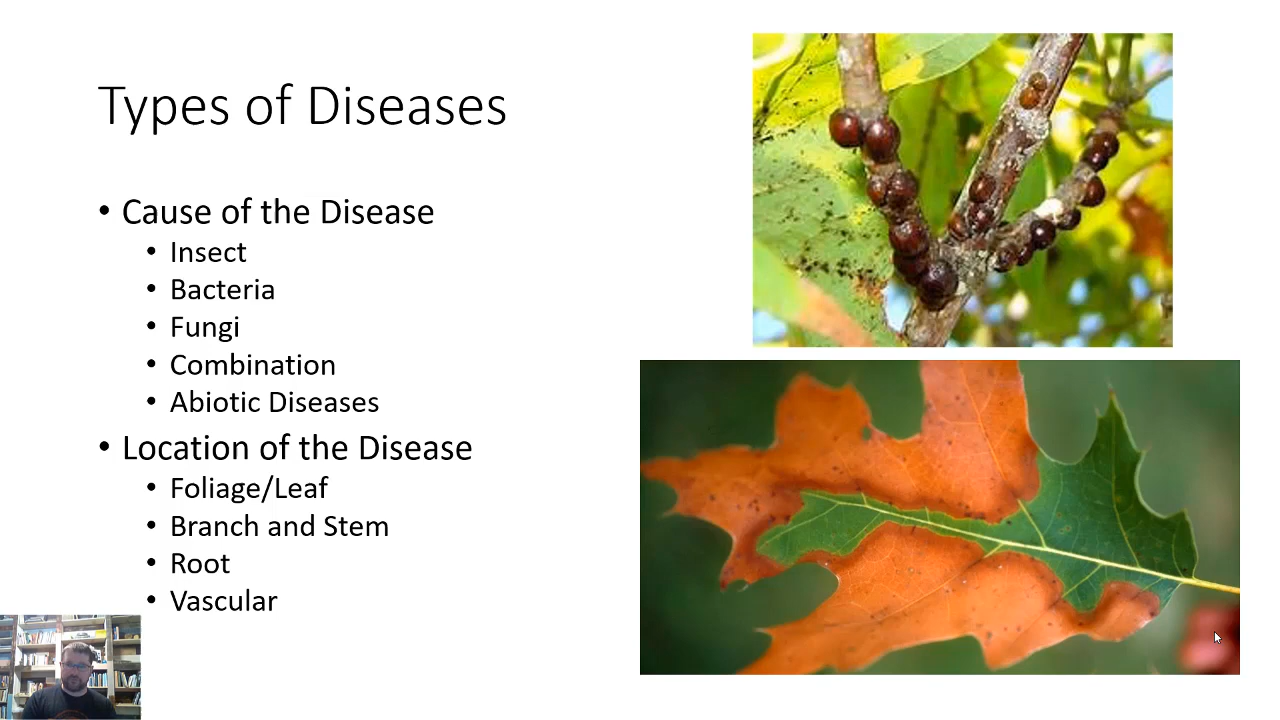 Types of Diseases
• Cause of the Disease
• Insect
• Bacteria
• Fungi
• Combination
• Abiotic Diseases
• Location of the Disease
• Foliage/Leaf
• Branch and Stem
• Root
• Vascular